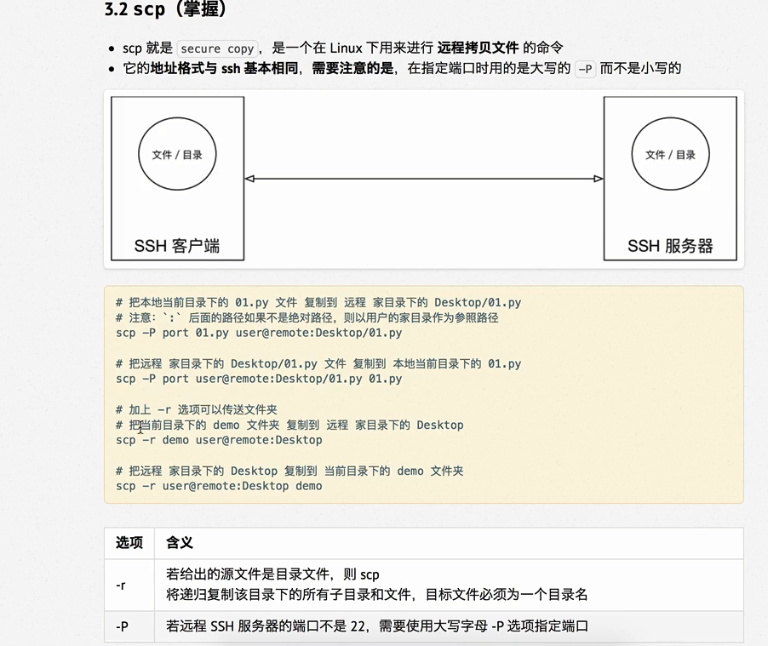 3.2 scp（掌握）
• scp 就是 secure copy，是一个在 Linux 下用来进行 远程拷贝文件 的命令
• 它的地址格式与 ssh 基本相同，需要注意的是，在指定端口时用的是大写的 -P 而不是小写的
文件 / 目录
文件 / 目录
SSH 客户端
SSH 服务器
# 把本地当前目录下的 01.py 文件 复制到 远程 家目录下的 Desktop/01.py
# 注意：`:` 后面的路径如果不是绝对路径，则以用户的家目录作为参照路径
scp -P port 01.py user@remote:Desktop/01.py
# 把远程 家目录下的 Desktop/01.py 文件 复制到 本地当前目录下的 01.py
scp -P port user@remote:Desktop/01.py 01.py
# 加上 -r 选项可以传送文件夹
# 把当前目录下的 demo 文件夹 复制到 远程 家目录下的 Desktop
scp -r demo user@remote:Desktop
# 把远程 家目录下的 Desktop 复制到 当前目录下的 demo 文件夹
scp -r user@remote:Desktop demo
选项 含义
-r 若给出的源文件是目录文件，则 scp
将递归复制该目录下的所有子目录和文件，目标文件必须为一个目录名
-P 若远程 SSH 服务器的端口不是 22，需要使用大写字母 -P 选项指定端口